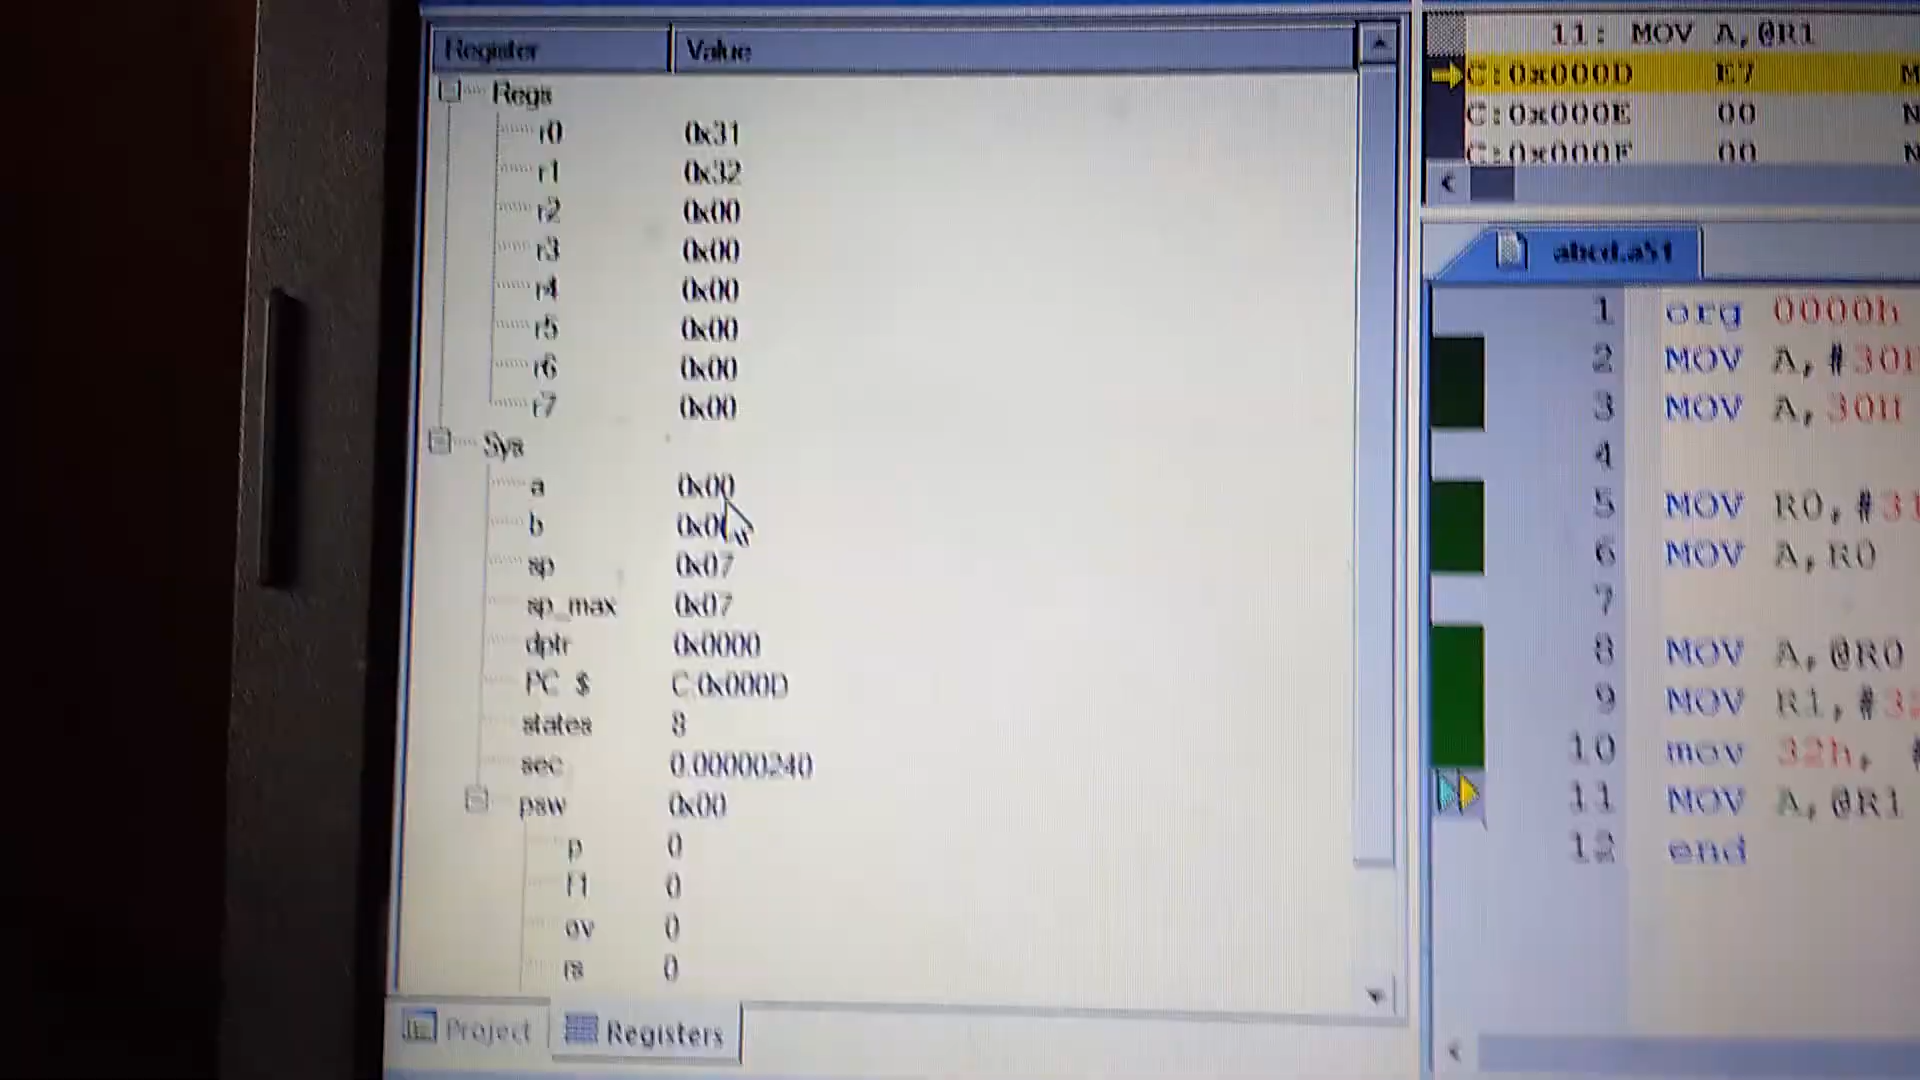 Register Value
Regs
r0 0x31
r1 0x32
r2 0x00
r3 0x00
r4 0x00
r5 0x00
r6 0x00
r7 0x00
Sys
a 0x00
b 0x00
sp 0x07
sp_max 0x07
dptr 0x0000
PC $ C:0x000D
states 8
sec 0.00000240
psw 0x00
p 0
f1 0
ov 0
rs 0
Project Registers
11: MOV A,@R1
C:0x000D E7 M
C:0x000E 00 N
C:0x000F 00 N
abcd.a51
1 org 0000h
2 MOV A,#30
3 MOV A,30H
4
5 MOV R0,#31
6 MOV A,R0
7
8 MOV A,@R0
9 MOV R1,#32
10 mov 32h, #
11 MOV A,@R1
12 end